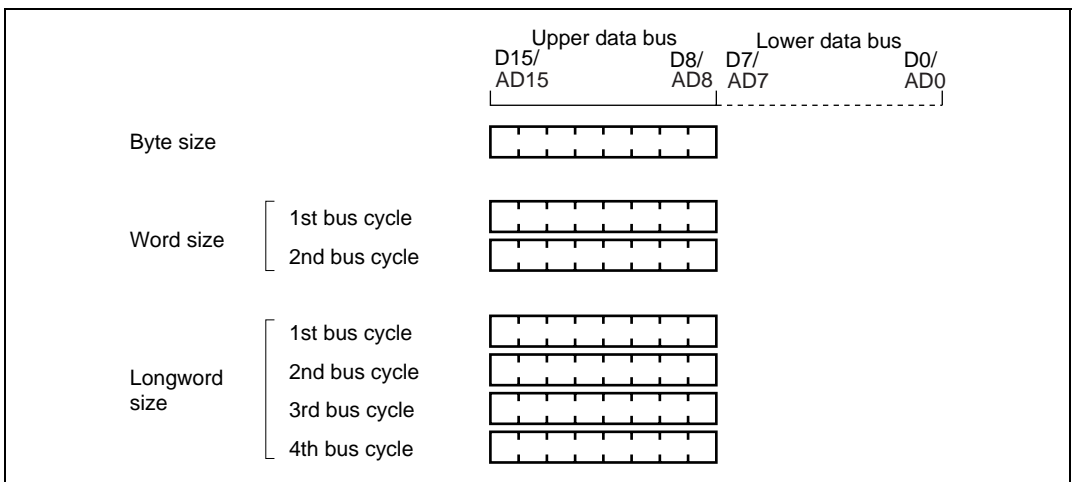 Upper data bus Lower data bus
D15/ D8/ D7/ D0/
AD15 AD8 AD7 AD0
Byte size
Word size
1st bus cycle
2nd bus cycle
Longword
size
1st bus cycle
2nd bus cycle
3rd bus cycle
4th bus cycle